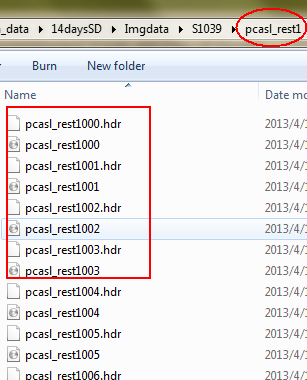 _data ▸ 14daysSD ▸ Imgdata ▸ S1039 ▸ pcasl_rest1
Burn New folder
Name Date mo
pcasl_rest1000.hdr 2013/4/1
pcasl_rest1000 2013/4/1
pcasl_rest1001.hdr 2013/4/1
pcasl_rest1001 2013/4/1
pcasl_rest1002.hdr 2013/4/1
pcasl_rest1002 2013/4/1
pcasl_rest1003.hdr 2013/4/1
pcasl_rest1003 2013/4/1
pcasl_rest1004.hdr 2013/4/1
pcasl_rest1004 2013/4/1
pcasl_rest1005.hdr 2013/4/1
pcasl_rest1005 2013/4/1
pcasl_rest1006.hdr 2013/4/1